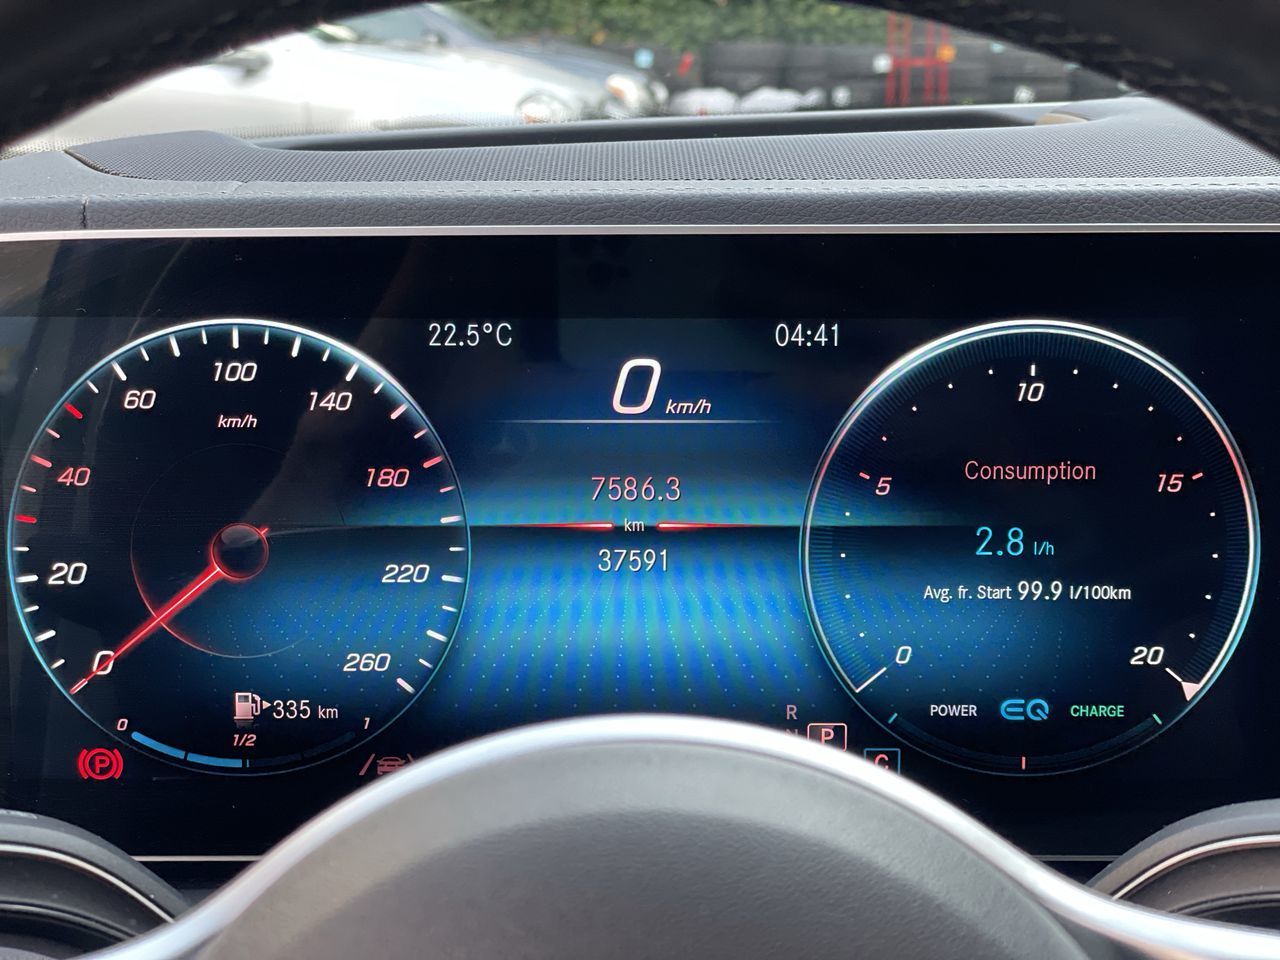 22.5°C
04:41
0 km/h
100
60
140
km/h
40
180
20
220
0
260
335 km
0
1/2
1
7586.3
km
37591
10
5
15
Consumption
2.8 l/h
Avg. fr. Start 99.9 l/100km
0
20
POWER EQ CHARGE
R
P
C
P